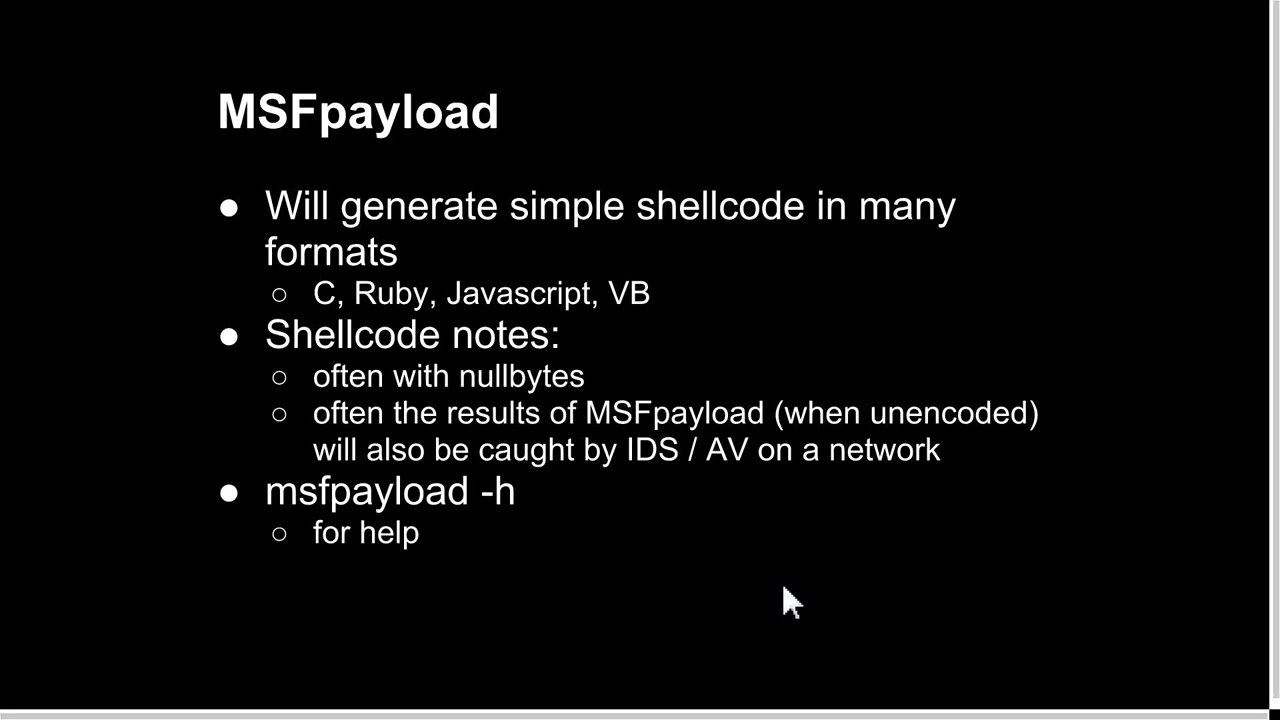 MSFpayload
● Will generate simple shellcode in many
formats
○ C, Ruby, Javascript, VB
● Shellcode notes:
○ often with nullbytes
○ often the results of MSFpayload (when unencoded)
will also be caught by IDS / AV on a network
● msfpayload -h
○ for help